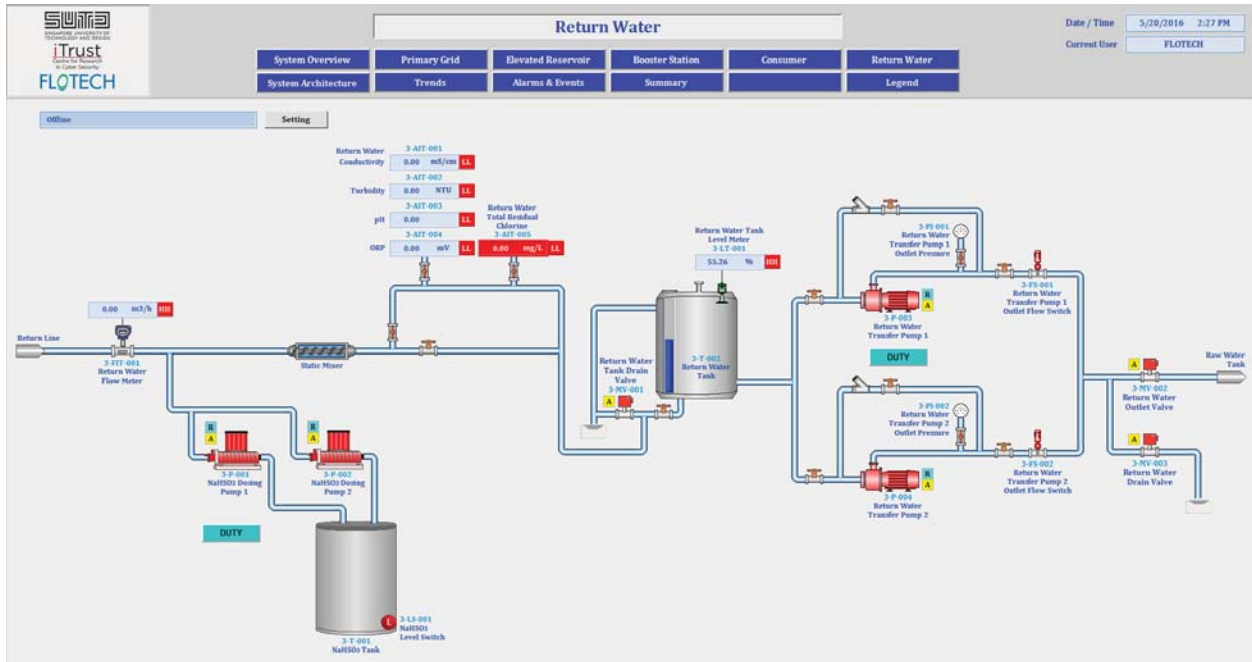 SUTD
SINGAPORE UNIVERSITY OF
TECHNOLOGY AND DESIGN
iTrust
Centre for Research
in Cyber Security
FLOTECH
Return Water
Date / Time
5/20/2016 2:27 PM
Current User
FLOTECH
System Overview
Primary Grid
Elevated Reservoir
Booster Station
Consumer
Return Water
System Architecture
Trends
Alarms & Events
Summary
Legend
Offline
Setting
Return Water
Conductivity
3-AIT-001
0.00 mS/cm LL
3-AIT-002
Turbidity
0.00 NTU LL
3-AIT-003
pH
0.00 LL
3-AIT-004
ORP
0.00 mV LL
Return Water
Total Residual
Chlorine
3-AIT-005
0.00 mg/L LL
Return Water Tank
Level Meter
3-LT-001
55.26 % HH
3-PI-001
Return Water
Transfer Pump 1
Outlet Pressure
3-FS-001
Return Water
Transfer Pump 1
Outlet Flow Switch
R
A
3-P-003
Return Water
Transfer Pump 1
DUTY
0.00 m3/h HH
Return Line
3-FIT-001
Return Water
Flow Meter
Static Mixer
Return Water
Tank Drain
Valve
3-MV-001
A
3-T-002
Return Water
Tank
Raw Water
Tank
A
3-MV-002
Return Water
Outlet Valve
3-PI-002
Return Water
Transfer Pump 2
Outlet Pressure
3-FS-002
Return Water
Transfer Pump 2
Outlet Flow Switch
A
3-MV-003
Return Water
Drain Valve
R
A
3-P-004
Return Water
Transfer Pump 2
R
A
3-P-001
NaHSO3 Dosing
Pump 1
R
A
3-P-002
NaHSO3 Dosing
Pump 2
DUTY
L
3-LS-001
NaHSO3
Level Switch
3-T-001
NaHSO3 Tank